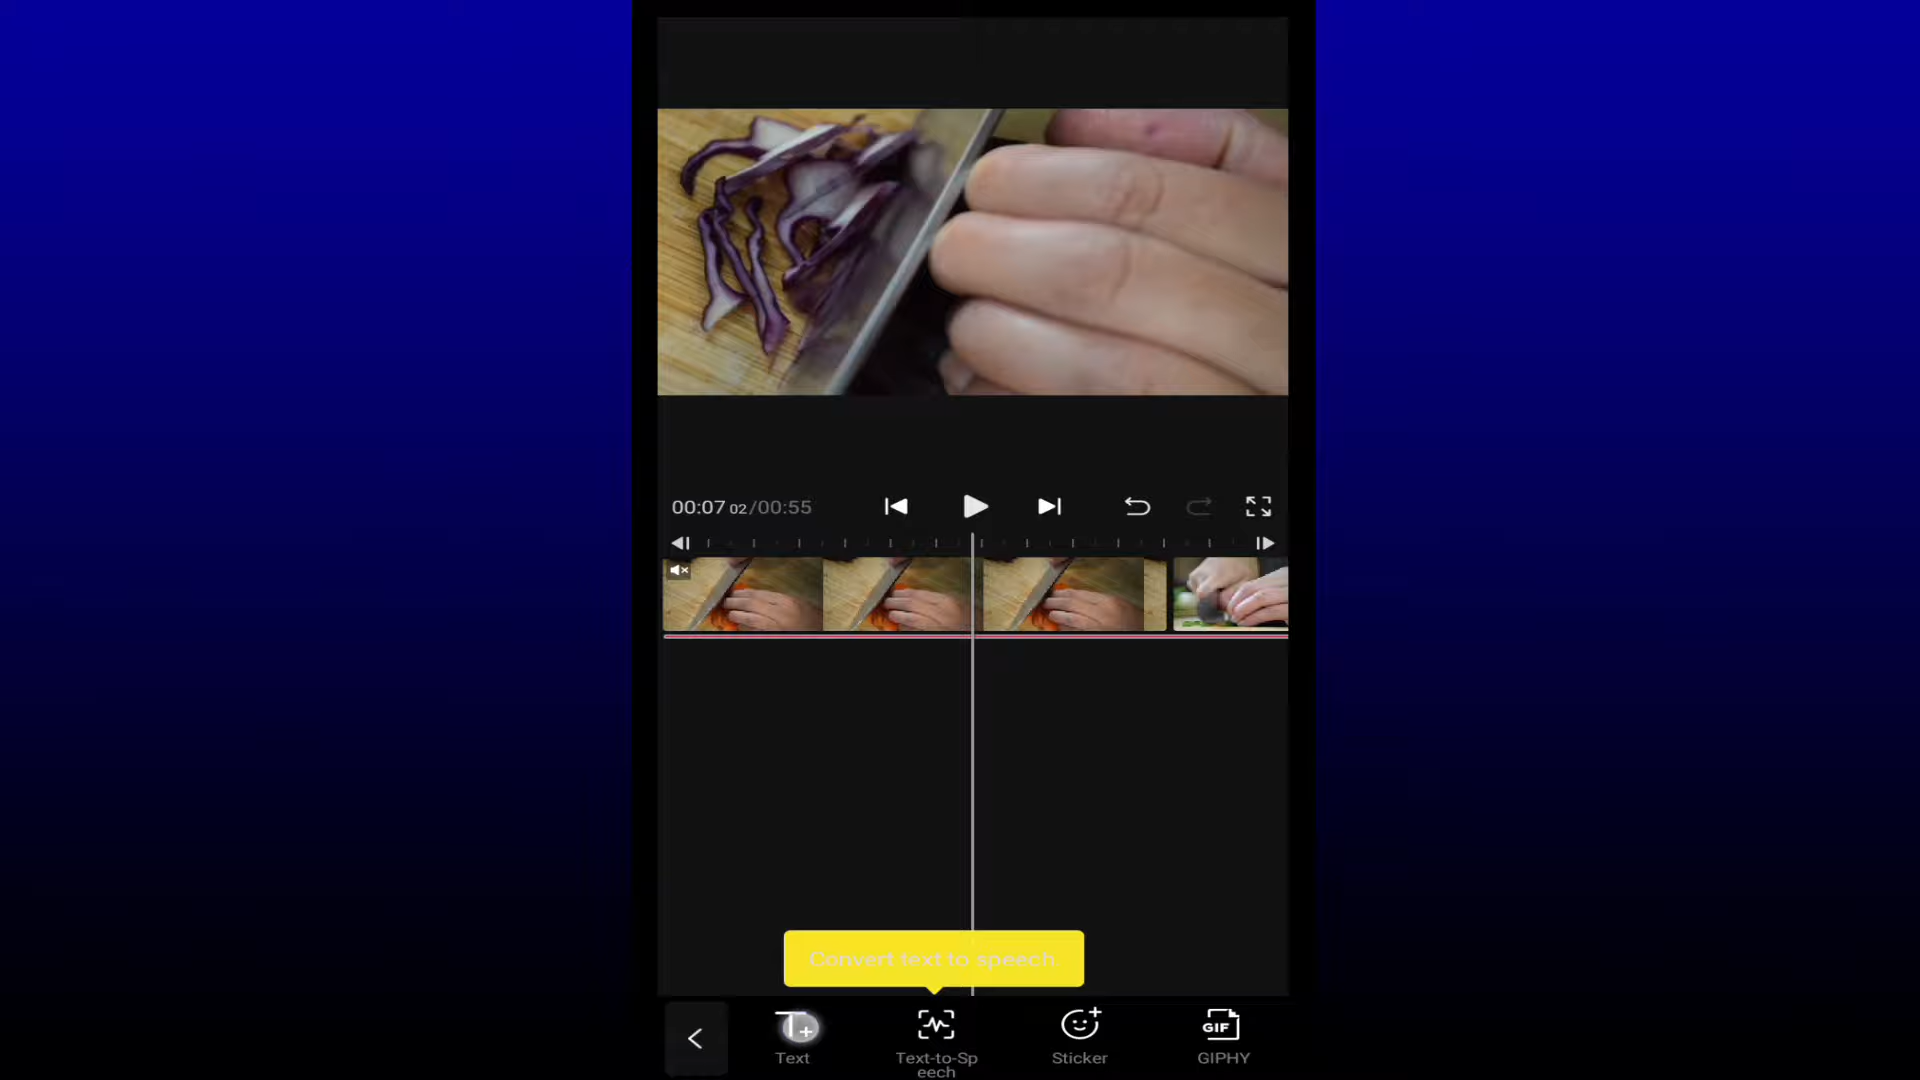 00:07 02/00:55
Convert text to speech.
Text
Text-to-Sp
eech
Sticker
GIF
GIPHY